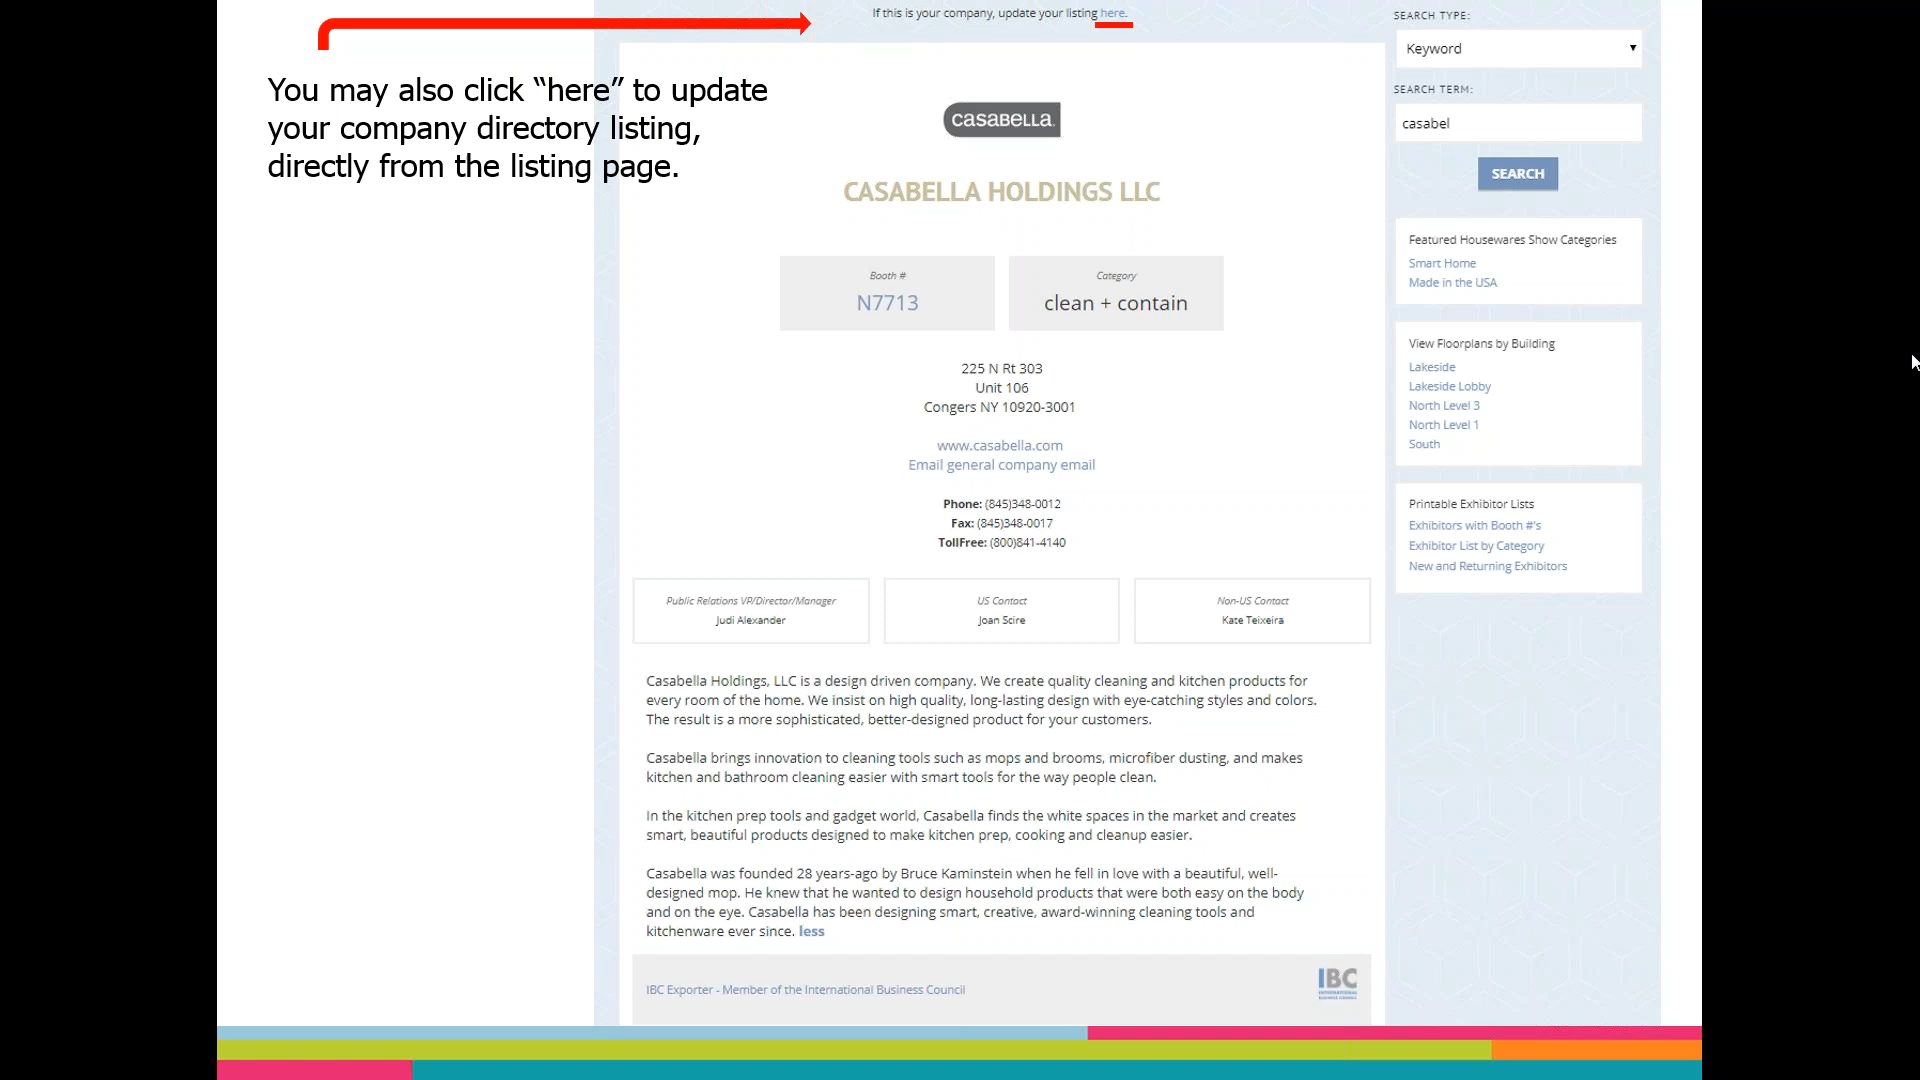 If this is your company, update your listing here.
You may also click “here” to update
your company directory listing,
directly from the listing page.
casabella.
CASABELLA HOLDINGS LLC
Booth #
N7713
Category
clean + contain
225 N Rt 303
Unit 106
Congers NY 10920-3001
www.casabella.com
Email general company email
Phone: (845)348-0012
Fax: (845)348-0017
TollFree: (800)841-4140
Public Relations VP/Director/Manager
Judi Alexander
US Contact
Joan Scire
Non-US Contact
Kate Teixeira
Casabella Holdings, LLC is a design driven company. We create quality cleaning and kitchen products for
every room of the home. We insist on high quality, long-lasting design with eye-catching styles and colors.
The result is a more sophisticated, better-designed product for your customers.
Casabella brings innovation to cleaning tools such as mops and brooms, microfiber dusting, and makes
kitchen and bathroom cleaning easier with smart tools for the way people clean.
In the kitchen prep tools and gadget world, Casabella finds the white spaces in the market and creates
smart, beautiful products designed to make kitchen prep, cooking and cleanup easier.
Casabella was founded 28 years-ago by Bruce Kaminstein when he fell in love with a beautiful, well-
designed mop. He knew that he wanted to design household products that were both easy on the body
and on the eye. Casabella has been designing smart, creative, award-winning cleaning tools and
kitchenware ever since. less
IBC Exporter - Member of the International Business Council
IBC
INTERNATIONAL
BUSINESS COUNCIL
SEARCH TYPE:
Keyword
SEARCH TERM:
casabel
SEARCH
Featured Housewares Show Categories
Smart Home
Made in the USA
View Floorplans by Building
Lakeside
Lakeside Lobby
North Level 3
North Level 1
South
Printable Exhibitor Lists
Exhibitors with Booth #'s
Exhibitor List by Category
New and Returning Exhibitors